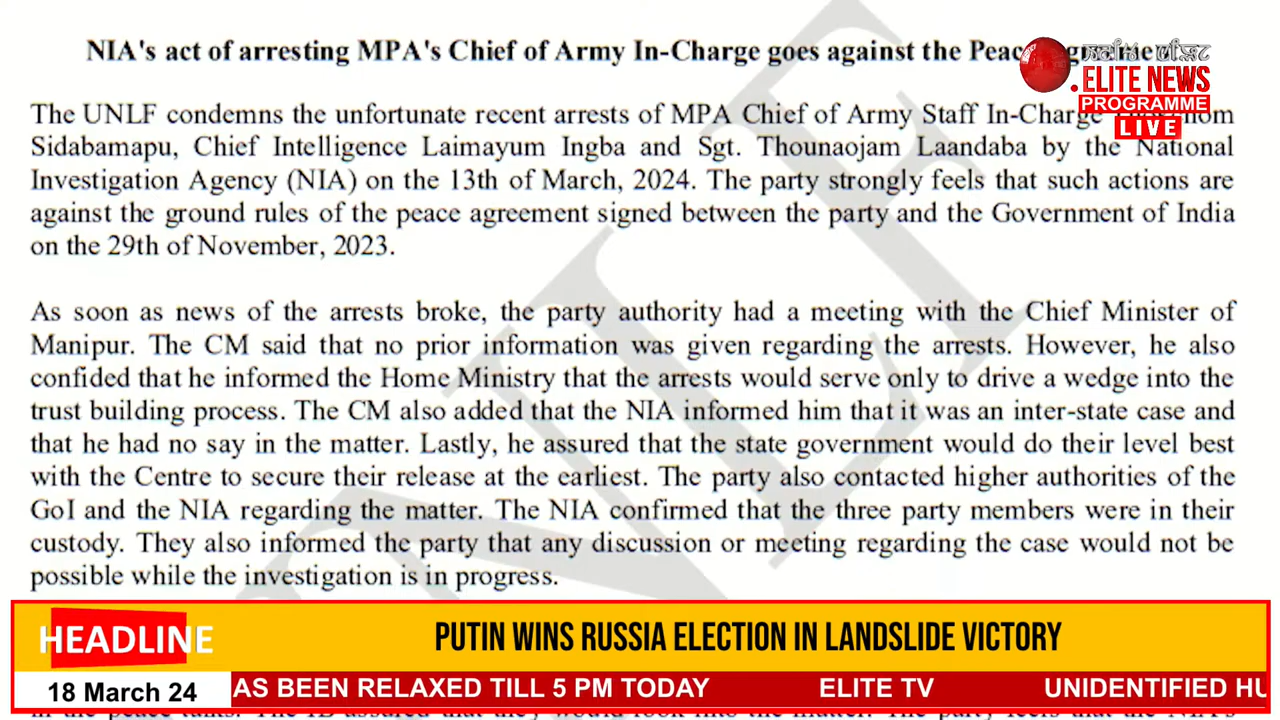 NIA's act of arresting MPA's Chief of Army In-Charge goes against the
ELITE NEWS
PROGRAMME
LIVE
The UNLF condemns the unfortunate recent arrests of MPA Chief of Army Staff In-Charge
Sidabamapu, Chief Intelligence Laimayum Ingba and Sgt. Thounaojam Laandaba by the National
Investigation Agency (NIA) on the 13th of March, 2024. The party strongly feels that such actions are
against the ground rules of the peace agreement signed between the party and the Government of India
on the 29th of November, 2023.
As soon as news of the arrests broke, the party authority had a meeting with the Chief Minister of
Manipur. The CM said that no prior information was given regarding the arrests. However, he also
confided that he informed the Home Ministry that the arrests would serve only to drive a wedge into the
trust building process. The CM also added that the NIA informed him that it was an inter-state case and
that he had no say in the matter. Lastly, he assured that the state government would do their level best
with the Centre to secure their release at the earliest. The party also contacted higher authorities of the
GoI and the NIA regarding the matter. The NIA confirmed that the three party members were in their
custody. They also informed the party that any discussion or meeting regarding the case would not be
possible while the investigation is in progress.
HEADLINE
PUTIN WINS RUSSIA ELECTION IN LANDSLIDE VICTORY
18 March 24
AS BEEN RELAXED TILL 5 PM TODAY ELITE TV UNIDENTIFIED